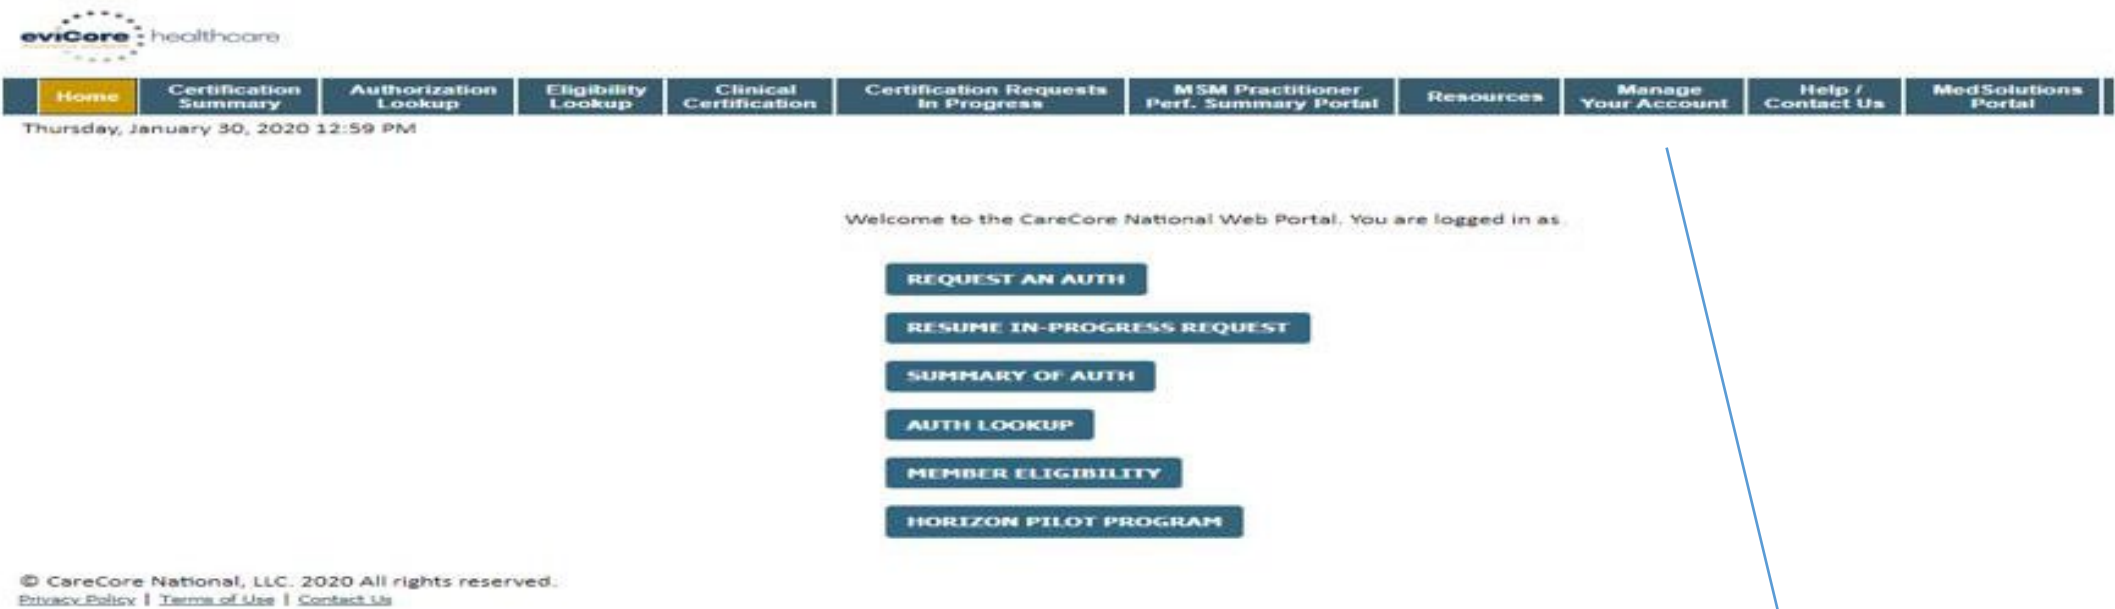 eviCore healthcare
Home
Certification Summary
Authorization Lookup
Eligibility Lookup
Clinical Certification
Certification Requests In Progress
MSM Practitioner Perf. Summary Portal
Resources
Manage Your Account
Help / Contact Us
MedSolutions Portal
Thursday, January 30, 2020 12:59 PM
Welcome to the CareCore National Web Portal. You are logged in as
REQUEST AN AUTH
RESUME IN-PROGRESS REQUEST
SUMMARY OF AUTH
AUTH LOOKUP
MEMBER ELIGIBILITY
HORIZON PILOT PROGRAM
© CareCore National, LLC. 2020 All rights reserved.
Privacy Policy | Terms of Use | Contact Us